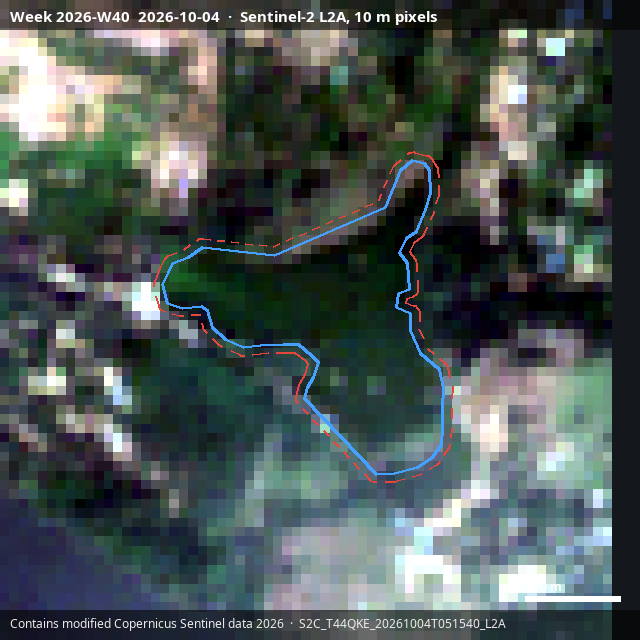 Week 2026-W40  2026-10-04  ·  Sentinel-2 L2A, 10 m pixels
Contains modified Copernicus Sentinel data 2026  ·  S2C_T44QKE_20261004T051540_L2A